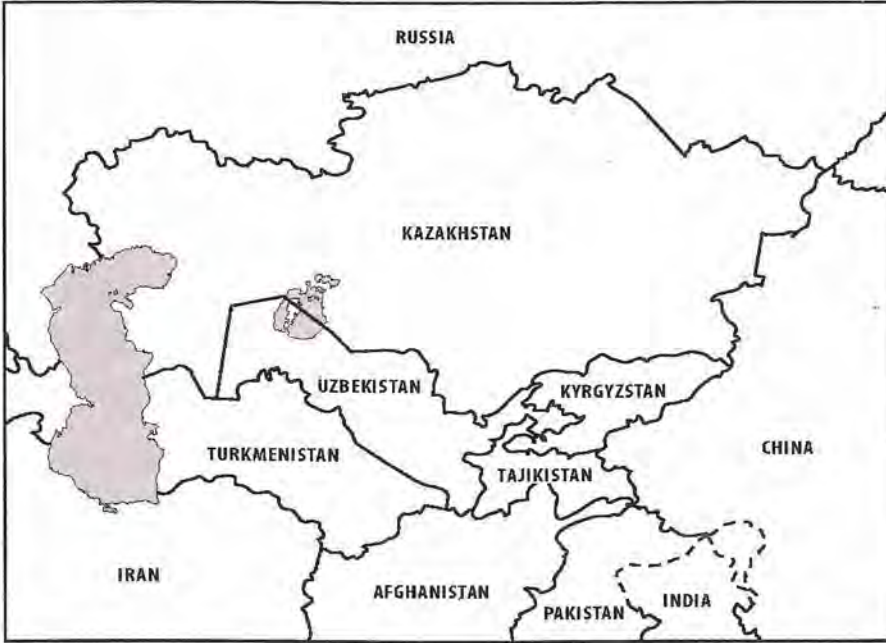 RUSSIA
KAZAKHSTAN
UZBEKISTAN
KYRGYZSTAN
TURKMENISTAN
TAJIKISTAN
CHINA
IRAN
AFGHANISTAN
PAKISTAN
INDIA